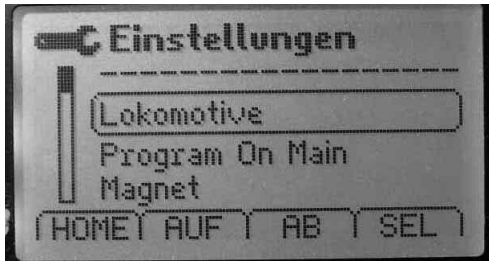 Einstellungen
Lokomotive
Program On Main
Magnet
HOME AUF AB SEL